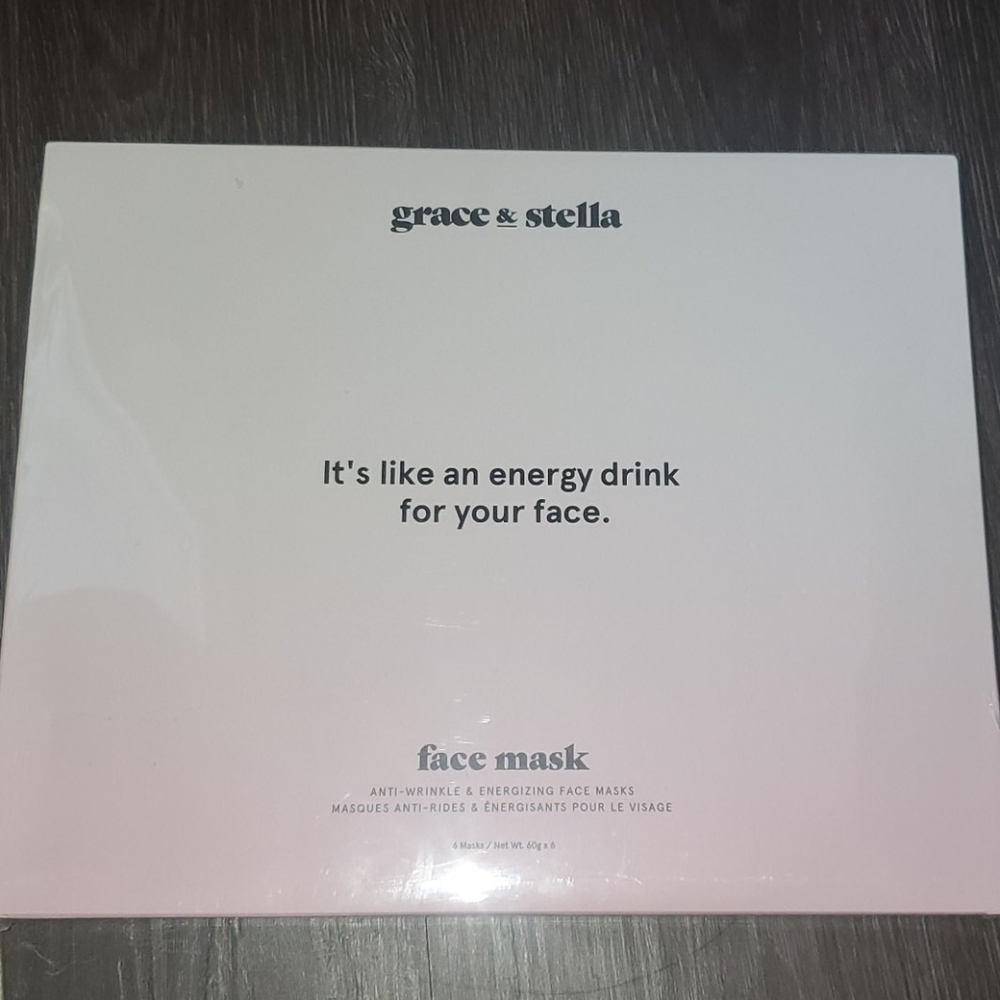 grace & stella
It's like an energy drink
for your face.
face mask
ANTI-WRINKLE & ENERGIZING FACE MASKS
MASQUES ANTI-RIDES & ÉNERGISANTS POUR LE VISAGE
6 Masks / Net Wt. 60g x 6